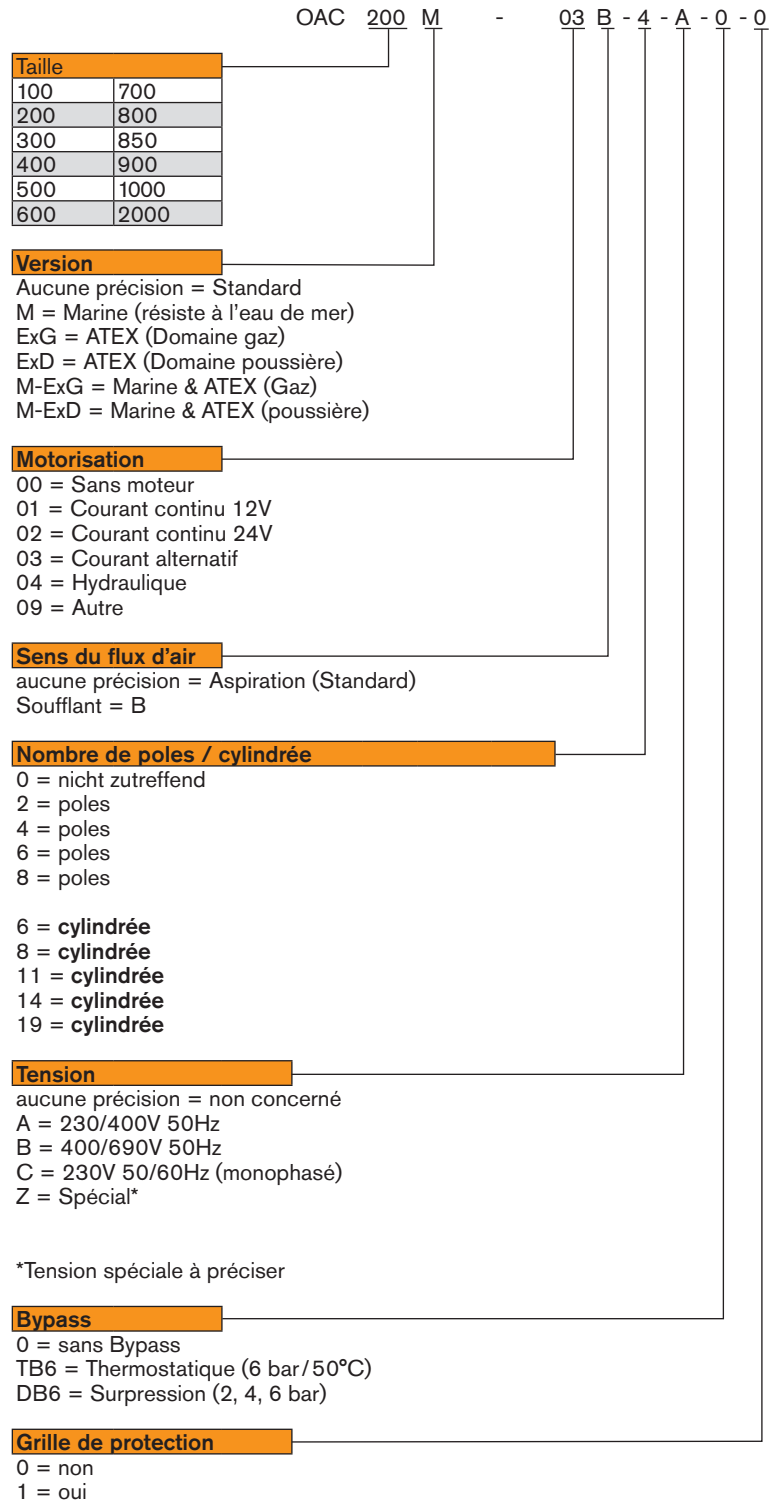 OAC 200 M - 03 B - 4 - A - 0 - 0
Taille
100 700
200 800
300 850
400 900
500 1000
600 2000
Version
Aucune précision = Standard
M = Marine (résiste à l'eau de mer)
ExG = ATEX (Domaine gaz)
ExD = ATEX (Domaine poussière)
M-ExG = Marine & ATEX (Gaz)
M-ExD = Marine & ATEX (poussière)
Motorisation
00 = Sans moteur
01 = Courant continu 12V
02 = Courant continu 24V
03 = Courant alternatif
04 = Hydraulique
09 = Autre
Sens du flux d'air
aucune précision = Aspiration (Standard)
Soufflant = B
Nombre de poles / cylindrée
0 = nicht zutreffend
2 = poles
4 = poles
6 = poles
8 = poles
6 = cylindrée
8 = cylindrée
11 = cylindrée
14 = cylindrée
19 = cylindrée
Tension
aucune précision = non concerné
A = 230/400V 50Hz
B = 400/690V 50Hz
C = 230V 50/60Hz (monophasé)
Z = Spécial*
*Tension spéciale à préciser
Bypass
0 = sans Bypass
TB6 = Thermostatique (6 bar/50°C)
DB6 = Surpression (2, 4, 6 bar)
Grille de protection
0 = non
1 = oui